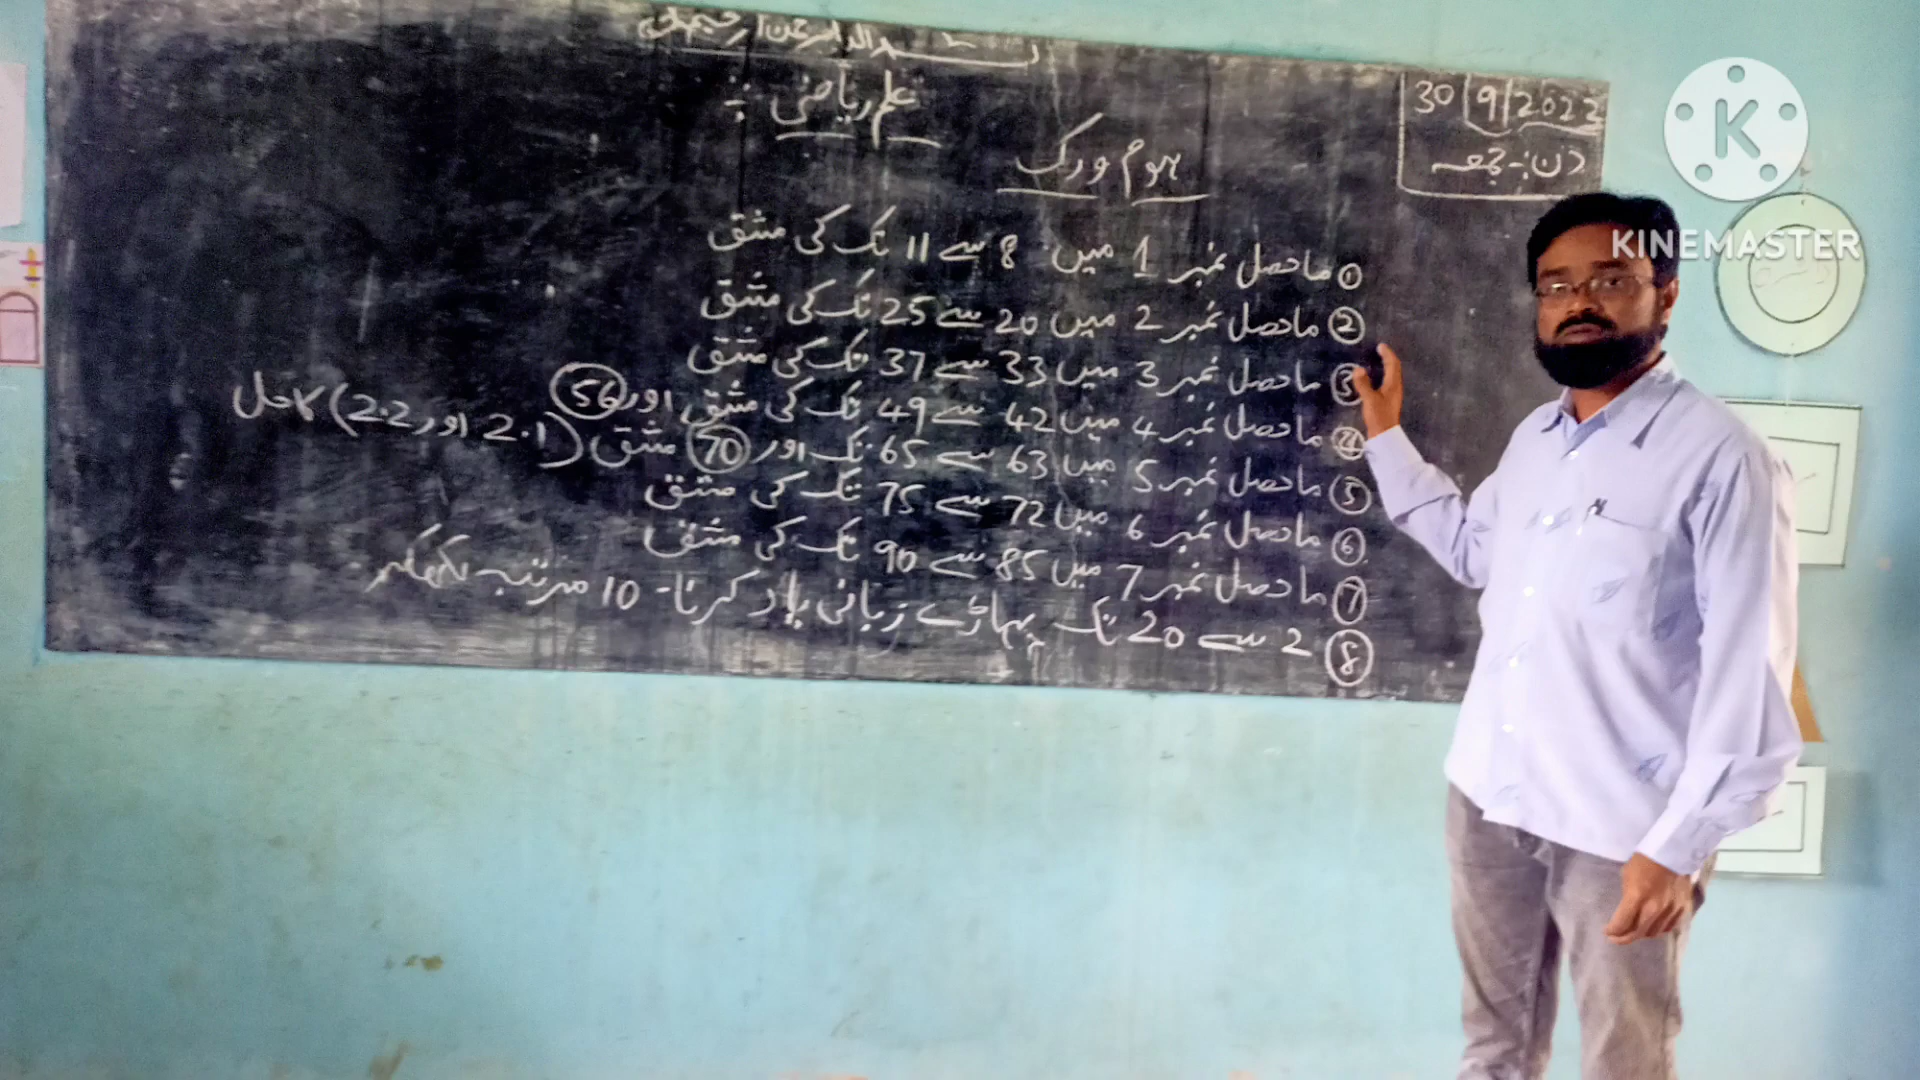 بسم اللہ الرحمن الرحیم
علم ریاضی :-
30/9/2022
دن:- جمعہ
ہوم ورک
① ماحصل نمبر 1 میں 8 سے 11 تک کی مشق
② ماحصل نمبر 2 میں 20 سے 25 تک کی مشق
③ ماحصل نمبر 3 میں 33 سے 37 تک کی مشق
④ ماحصل نمبر 4 میں 42 سے 49 تک کی مشق اور 56
⑤ ماحصل نمبر 5 میں 63 سے 65 تک اور 70 مشق (2.1 اور 2.2) کا حل
⑥ ماحصل نمبر 6 میں 72 سے 75 تک کی مشق
⑦ ماحصل نمبر 7 میں 85 سے 90 تک کی مشق
⑧ 2 سے 20 تک پہاڑے زبانی یاد کرنا- 10 مرتبہ لکھکر
K
KINEMASTER